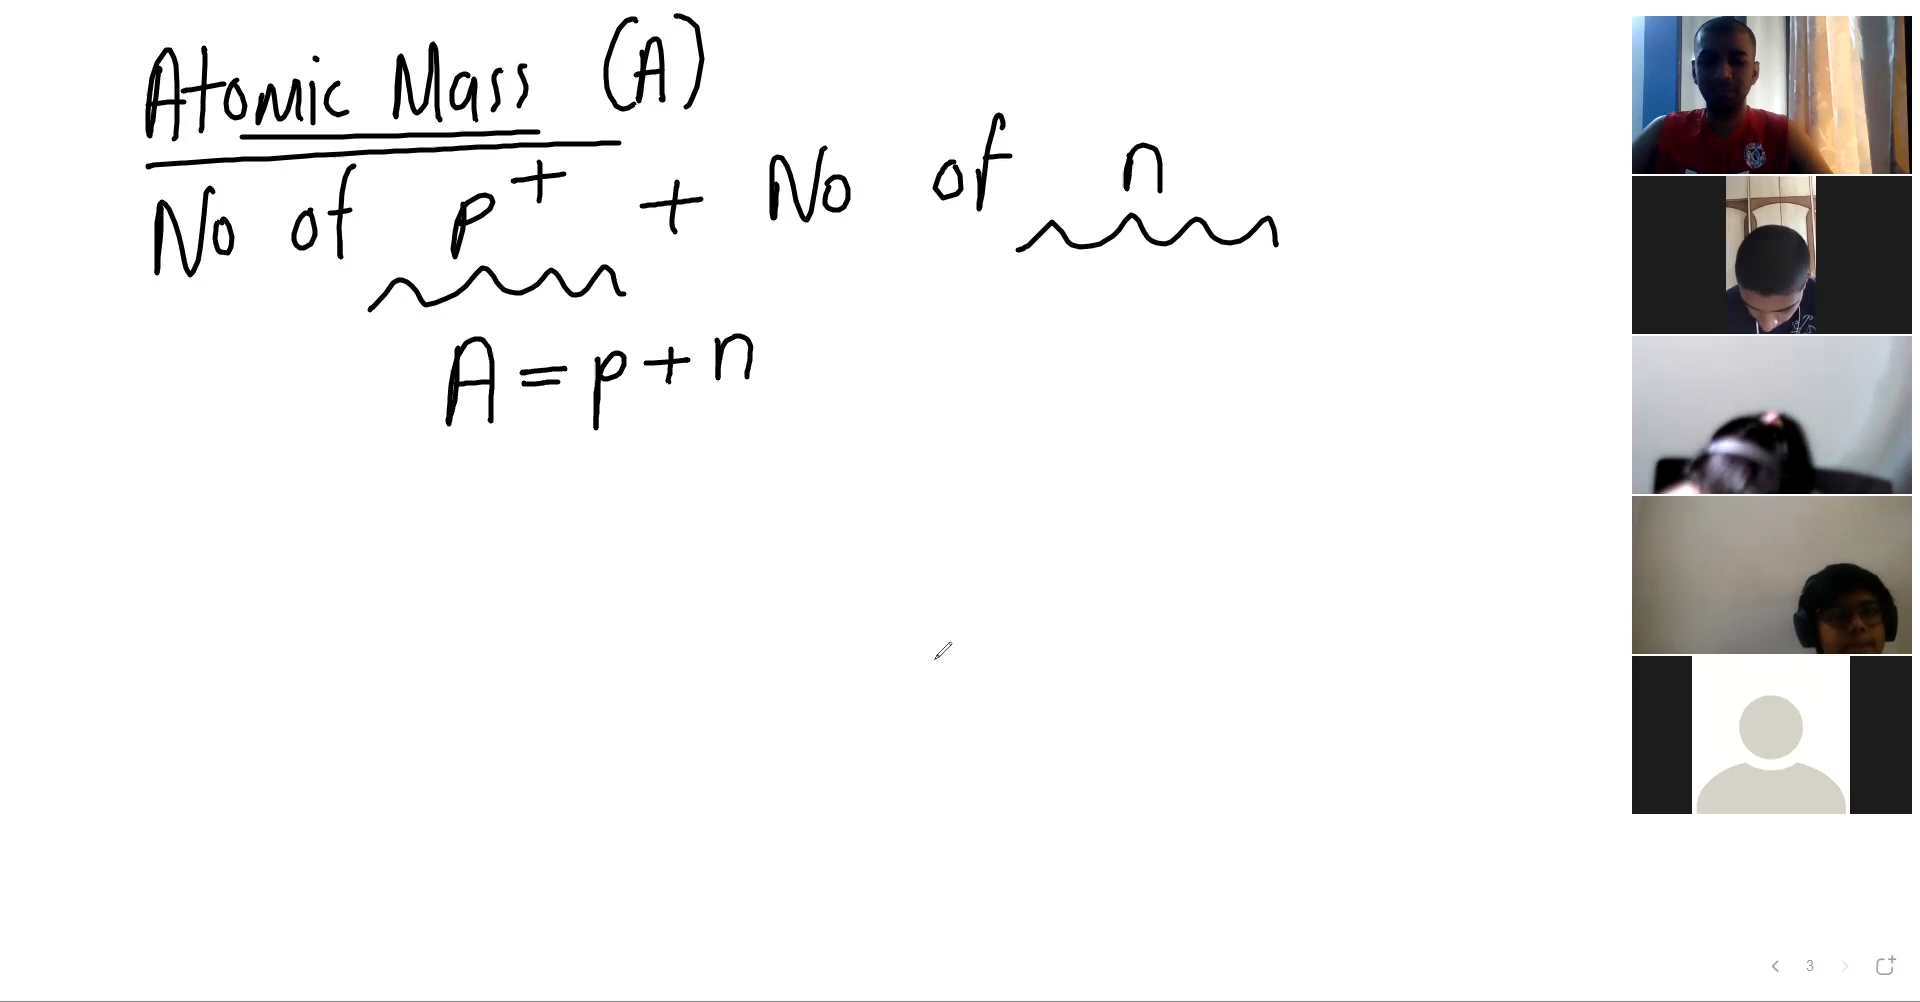 Atomic Mass (A)
No of p⁺ + No of n
A = p + n
3